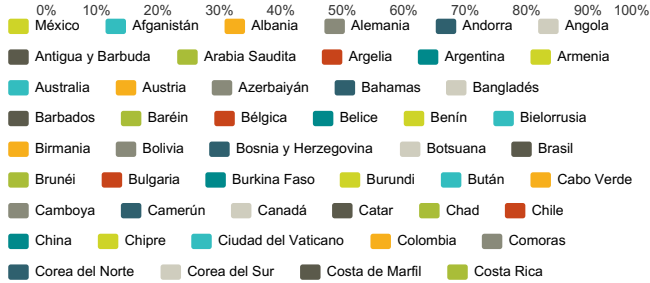 0% 10% 20% 30% 40% 50% 60% 70% 80% 90% 100%
México Afganistán Albania Alemania Andorra Angola
Antigua y Barbuda Arabia Saudita Argelia Argentina Armenia
Australia Austria Azerbaiyán Bahamas Bangladés
Barbados Baréin Bélgica Belice Benín Bielorrusia
Birmania Bolivia Bosnia y Herzegovina Botsuana Brasil
Brunéi Bulgaria Burkina Faso Burundi Bután Cabo Verde
Camboya Camerún Canadá Catar Chad Chile
China Chipre Ciudad del Vaticano Colombia Comoras
Corea del Norte Corea del Sur Costa de Marfil Costa Rica